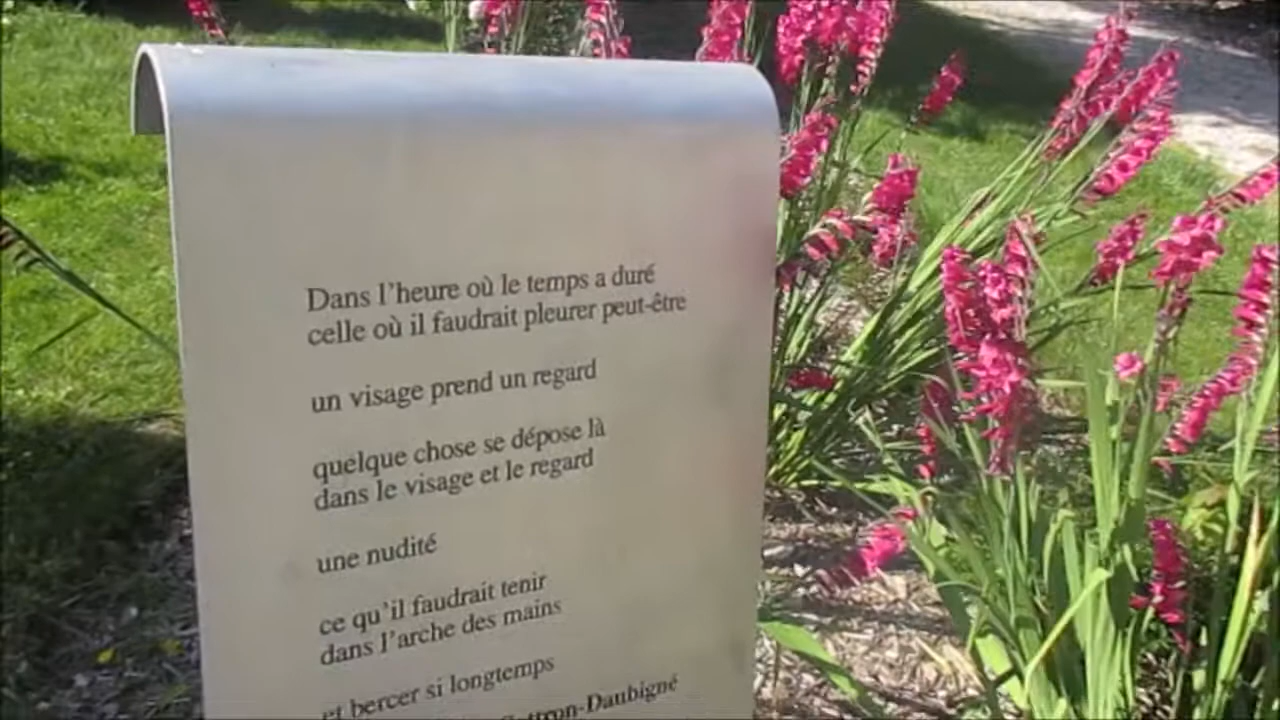 Dans l'heure où le temps a duré
celle où il faudrait pleurer peut-être
un visage prend un regard
quelque chose se dépose là
dans le visage et le regard
une nudité
ce qu'il faudrait tenir
dans l'arche des mains
et bercer si longtemps